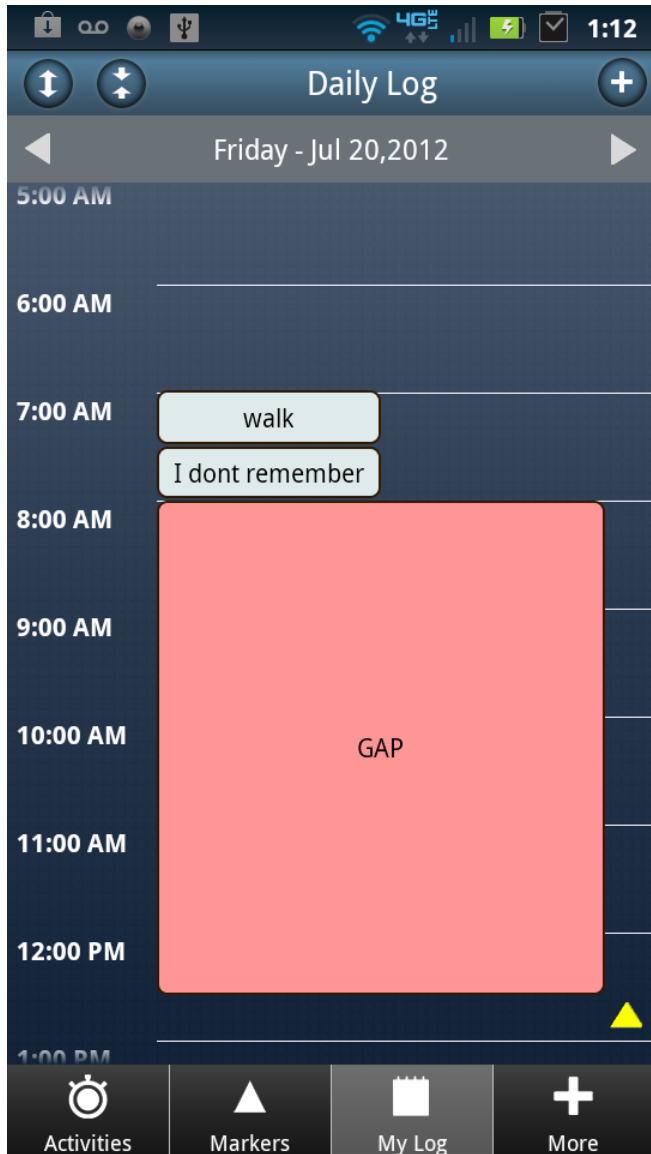 4G LTE 1:12
Daily Log
Friday - Jul 20,2012
5:00 AM
6:00 AM
7:00 AM
walk
I dont remember
8:00 AM
9:00 AM
10:00 AM
GAP
11:00 AM
12:00 PM
1:00 PM
Activities Markers My Log More